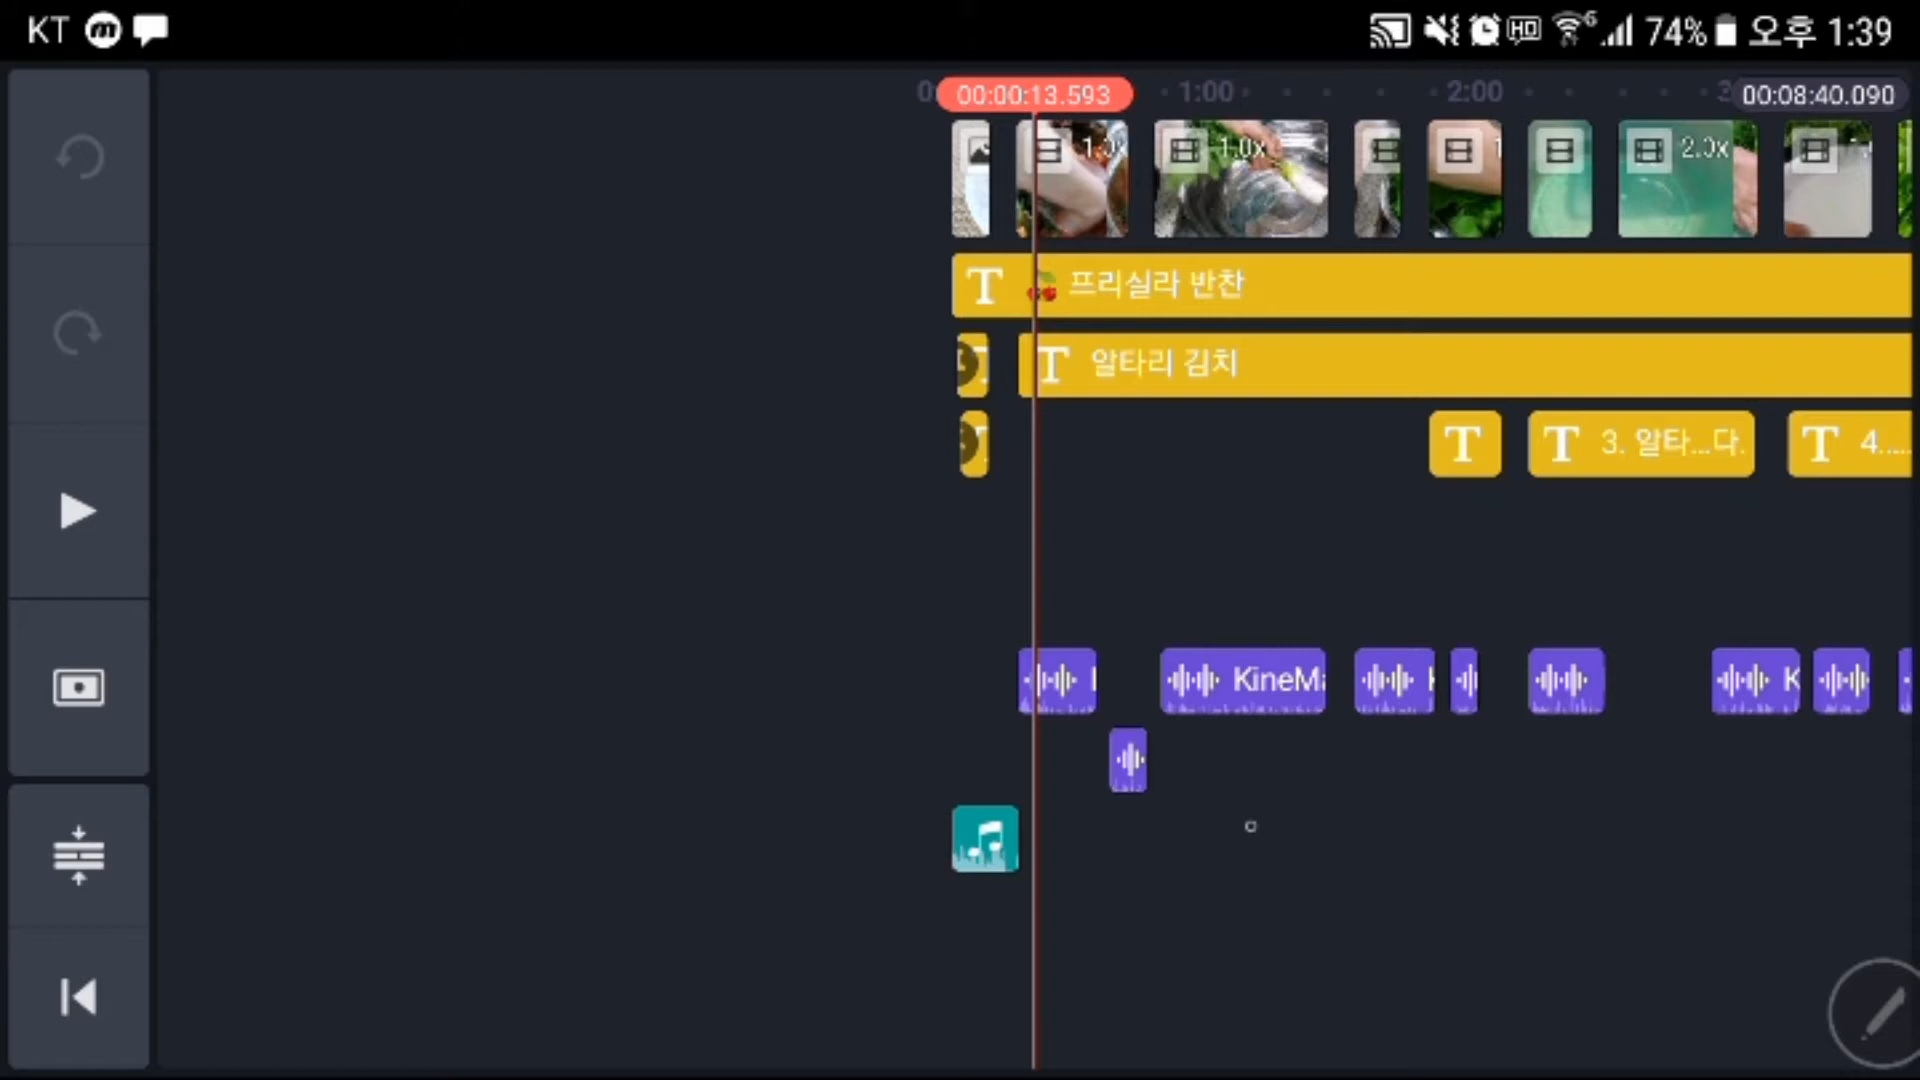 KT
74% 오후 1:39
00:00:13.593 1:00 2:00 00:08:40.090
1.0x 1.0x 2.0x
T 프리실라 반찬
T 알타리 김치
T T 3. 알타...다. T 4.....
KineMa K